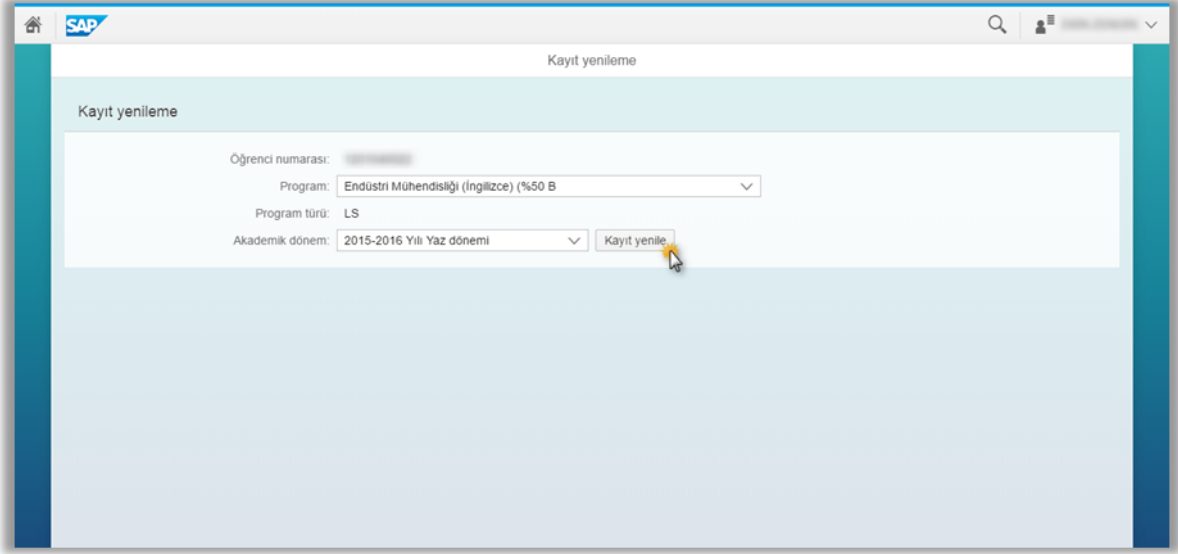 SAP
Kayıt yenileme
Kayıt yenileme
Öğrenci numarası:
Program: Endüstri Mühendisliği (İngilizce) (%50 B
Program türü: LS
Akademik dönem: 2015-2016 Yılı Yaz dönemi Kayıt yenile